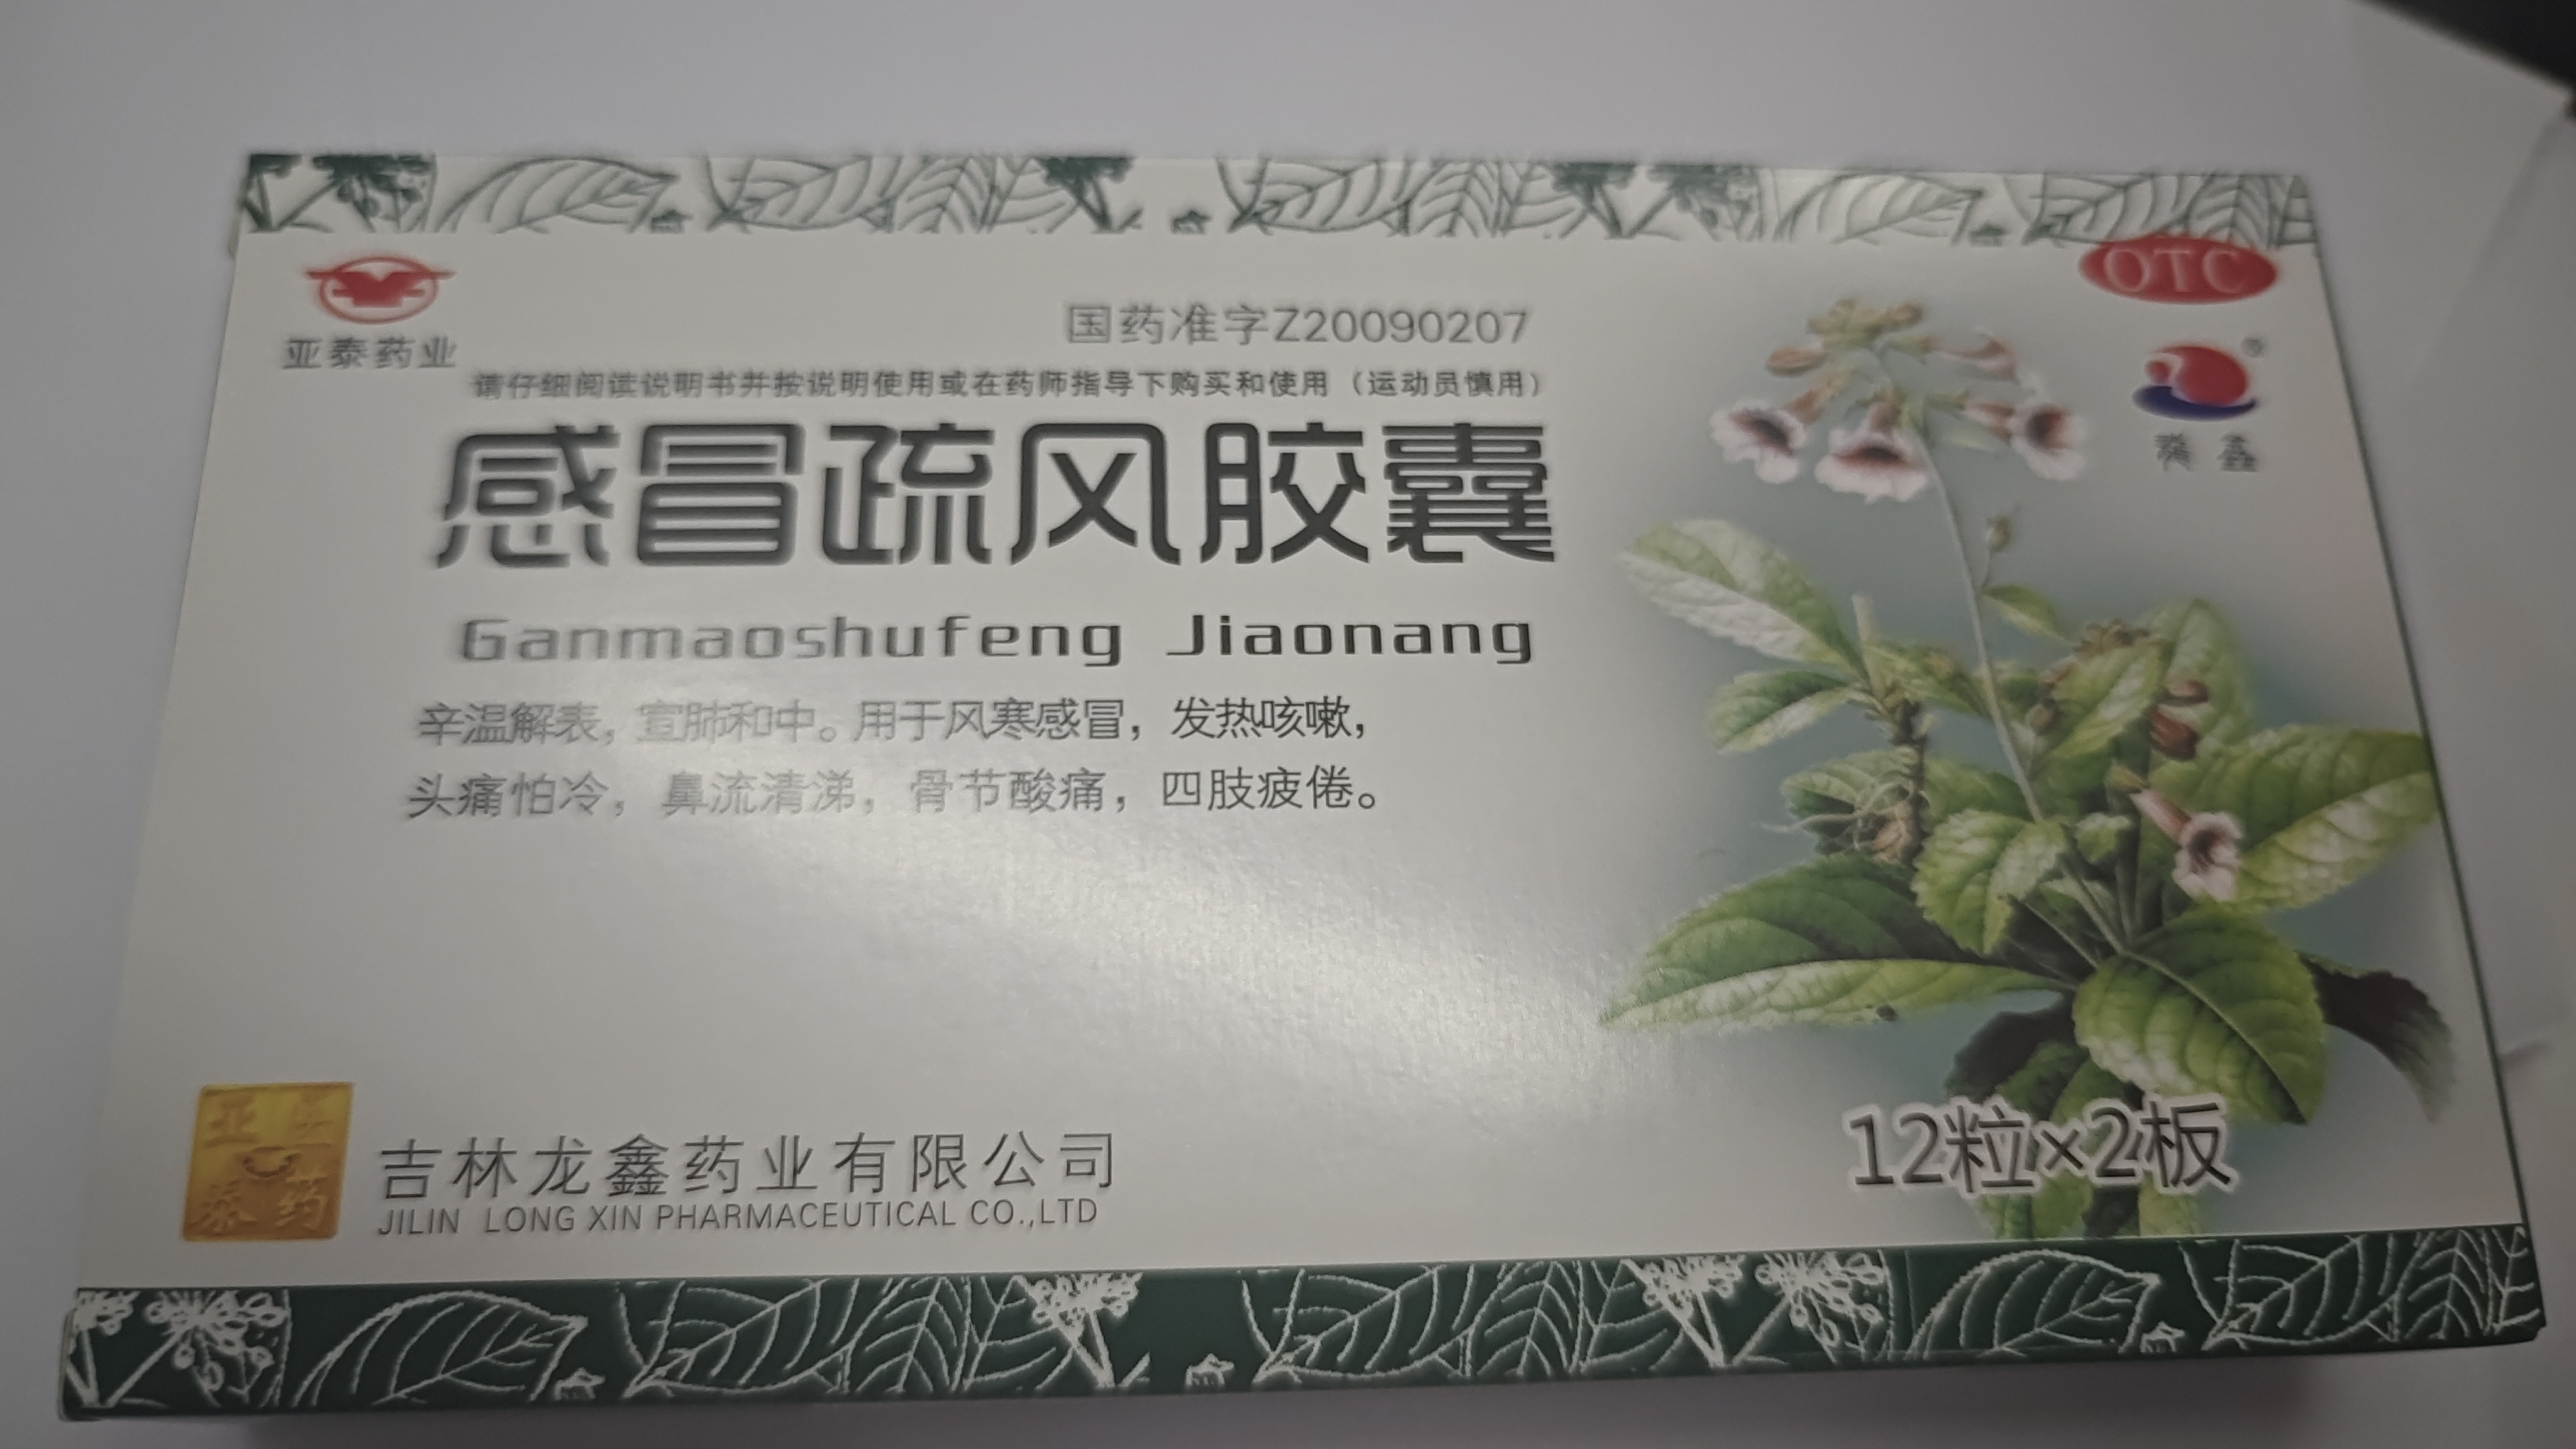 OTC
亚泰药业
国药准字Z20090207
请仔细阅读说明书并按说明使用或在药师指导下购买和使用（运动员慎用）
感冒疏风胶囊
Ganmaoshufeng Jiaonang
辛温解表，宣肺和中。用于风寒感冒，发热咳嗽，
头痛怕冷，鼻流清涕，骨节酸痛，四肢疲倦。
吉林龙鑫药业有限公司
JILIN LONG XIN PHARMACEUTICAL CO.,LTD
12粒×2板